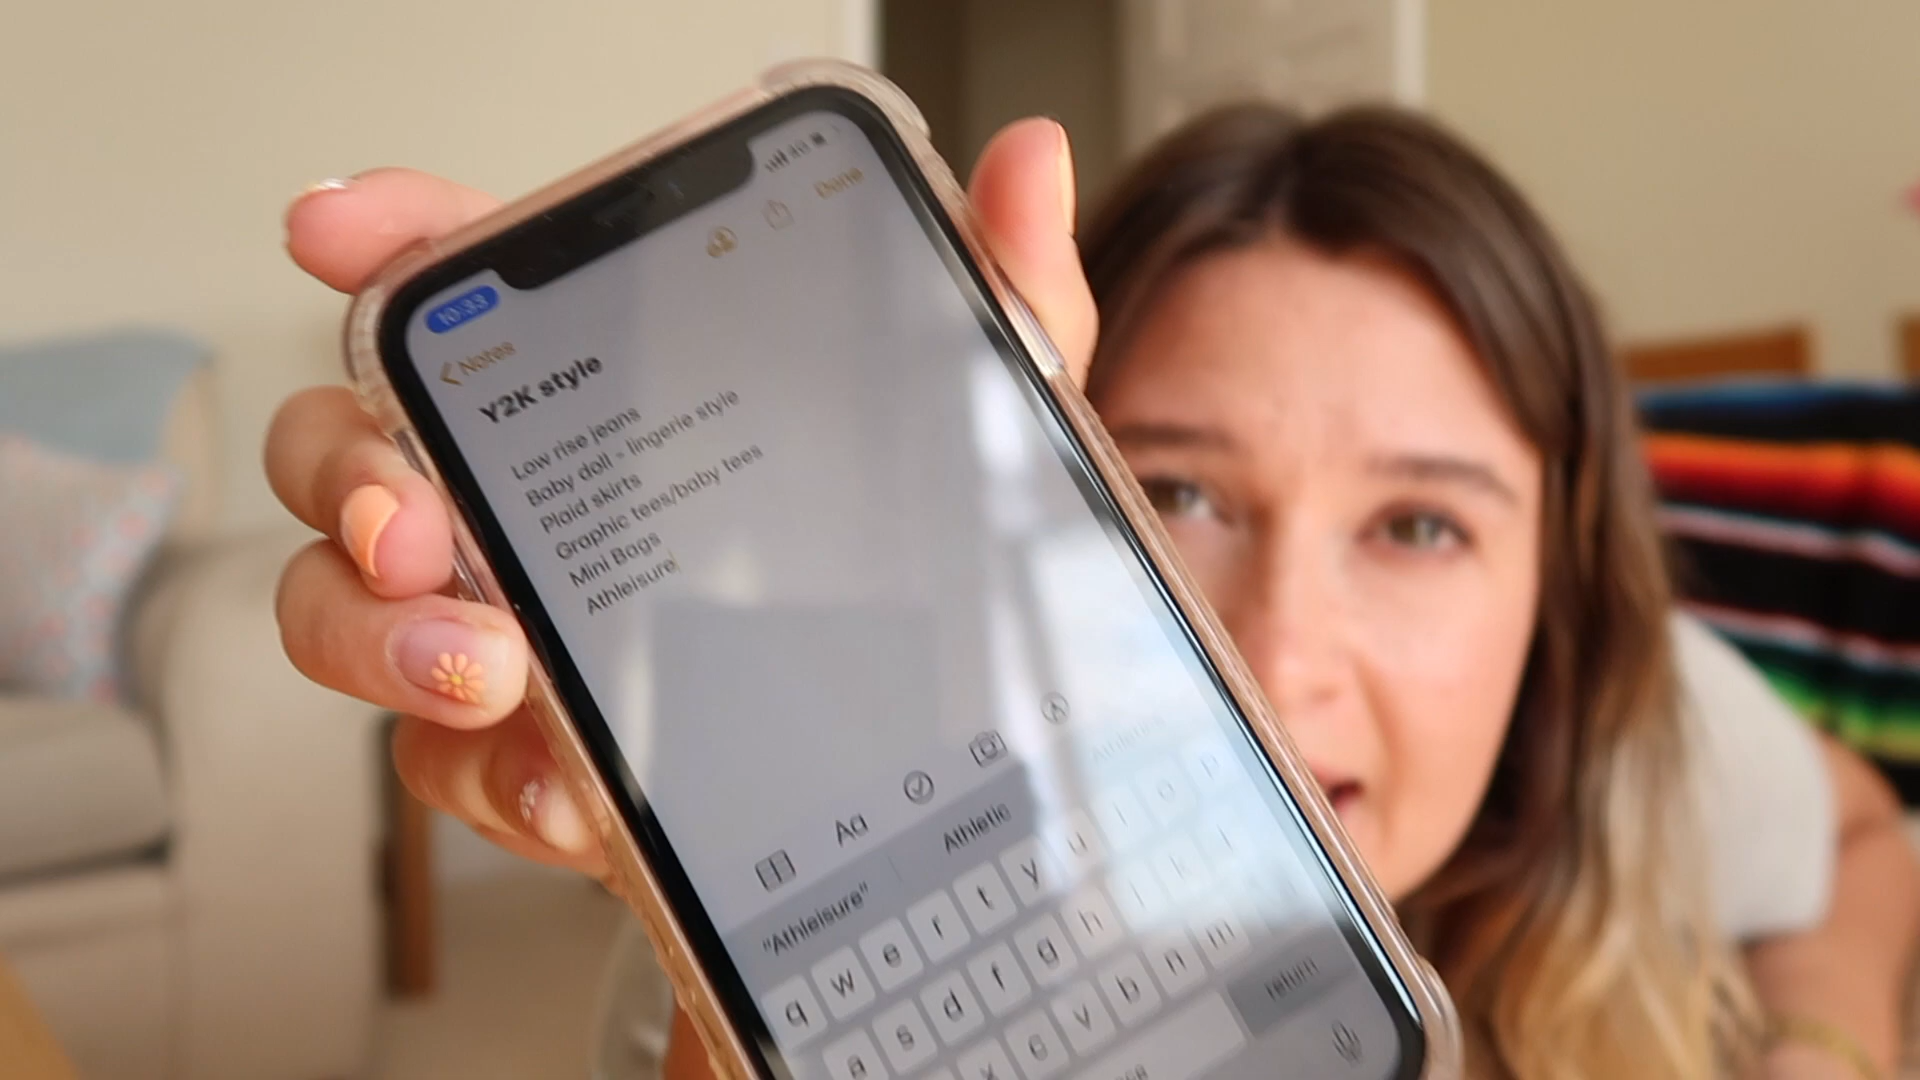 10:33
Done
Notes
Y2K style
Low rise jeans
Baby doll - lingerie style
Plaid skirts
Graphic tees/baby tees
Mini Bags
Athleisure
Aa
"Athleisure" Athletic
q w e r t y u i o p
a s d f g h j k l
x c v b n m
return